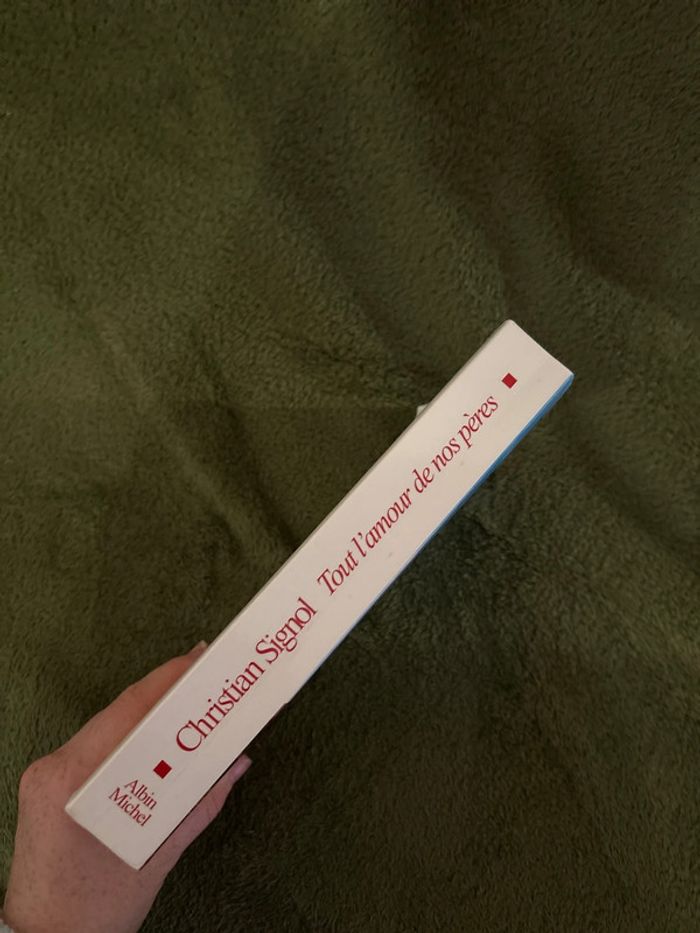 Albin
Michel
Christian Signol Tout l'amour de nos pères